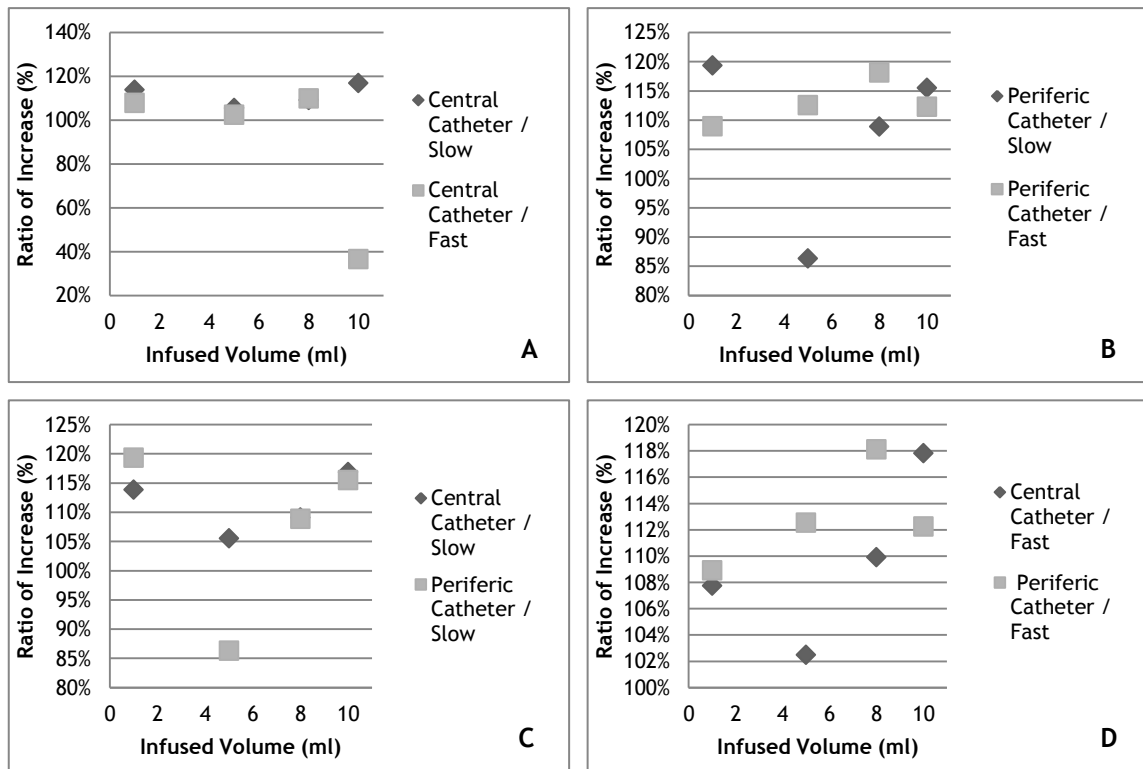 140%
120%
100%
80%
60%
40%
20%
0 2 4 6 8 10
Ratio of Increase (%)
Infused Volume (ml)
Central
Catheter /
Slow
Central
Catheter /
Fast
A
125%
120%
115%
110%
105%
100%
95%
90%
85%
80%
0 2 4 6 8 10
Ratio of Increase (%)
Infused Volume (ml)
Periferic
Catheter /
Slow
Periferic
Catheter /
Fast
B
125%
120%
115%
110%
105%
100%
95%
90%
85%
80%
0 2 4 6 8 10
Ratio of Increase (%)
Infused Volume (ml)
Central
Catheter /
Slow
Periferic
Catheter /
Slow
C
120%
118%
116%
114%
112%
110%
108%
106%
104%
102%
100%
0 2 4 6 8 10
Ratio of Increase (%)
Infused Volume (ml)
Central
Catheter /
Fast
Periferic
Catheter /
Fast
D